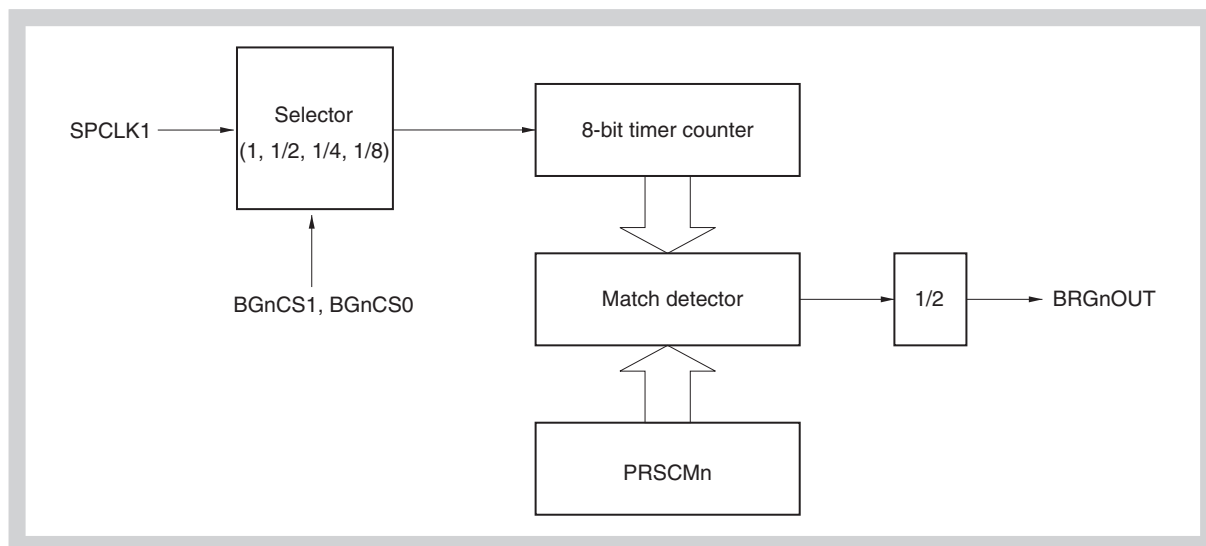 SPCLK1
Selector
(1, 1/2, 1/4, 1/8)
BGnCS1, BGnCS0
8-bit timer counter
Match detector
1/2
BRGnOUT
PRSCMn